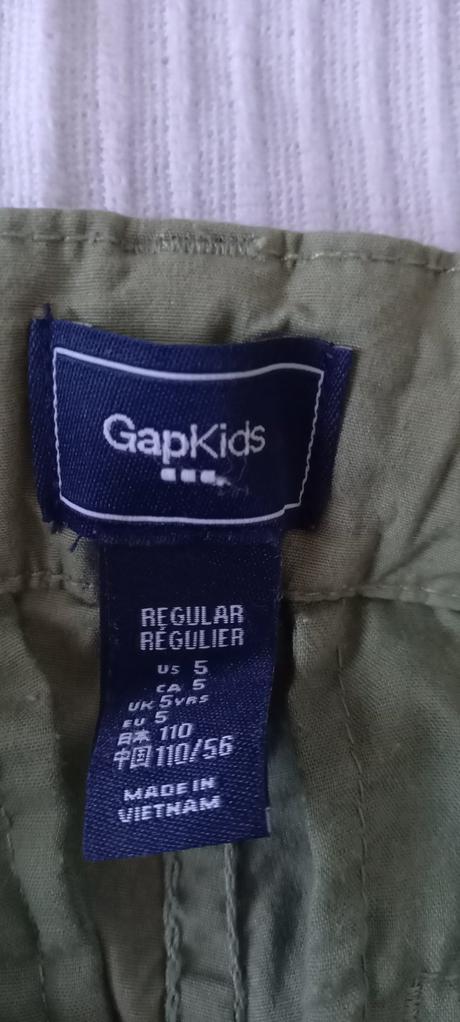 GapKids
REGULAR
RÉGULIER
US 5
CA 5
UK 5YRS
EU 5
日本 110
中国 110/56
MADE IN
VIETNAM